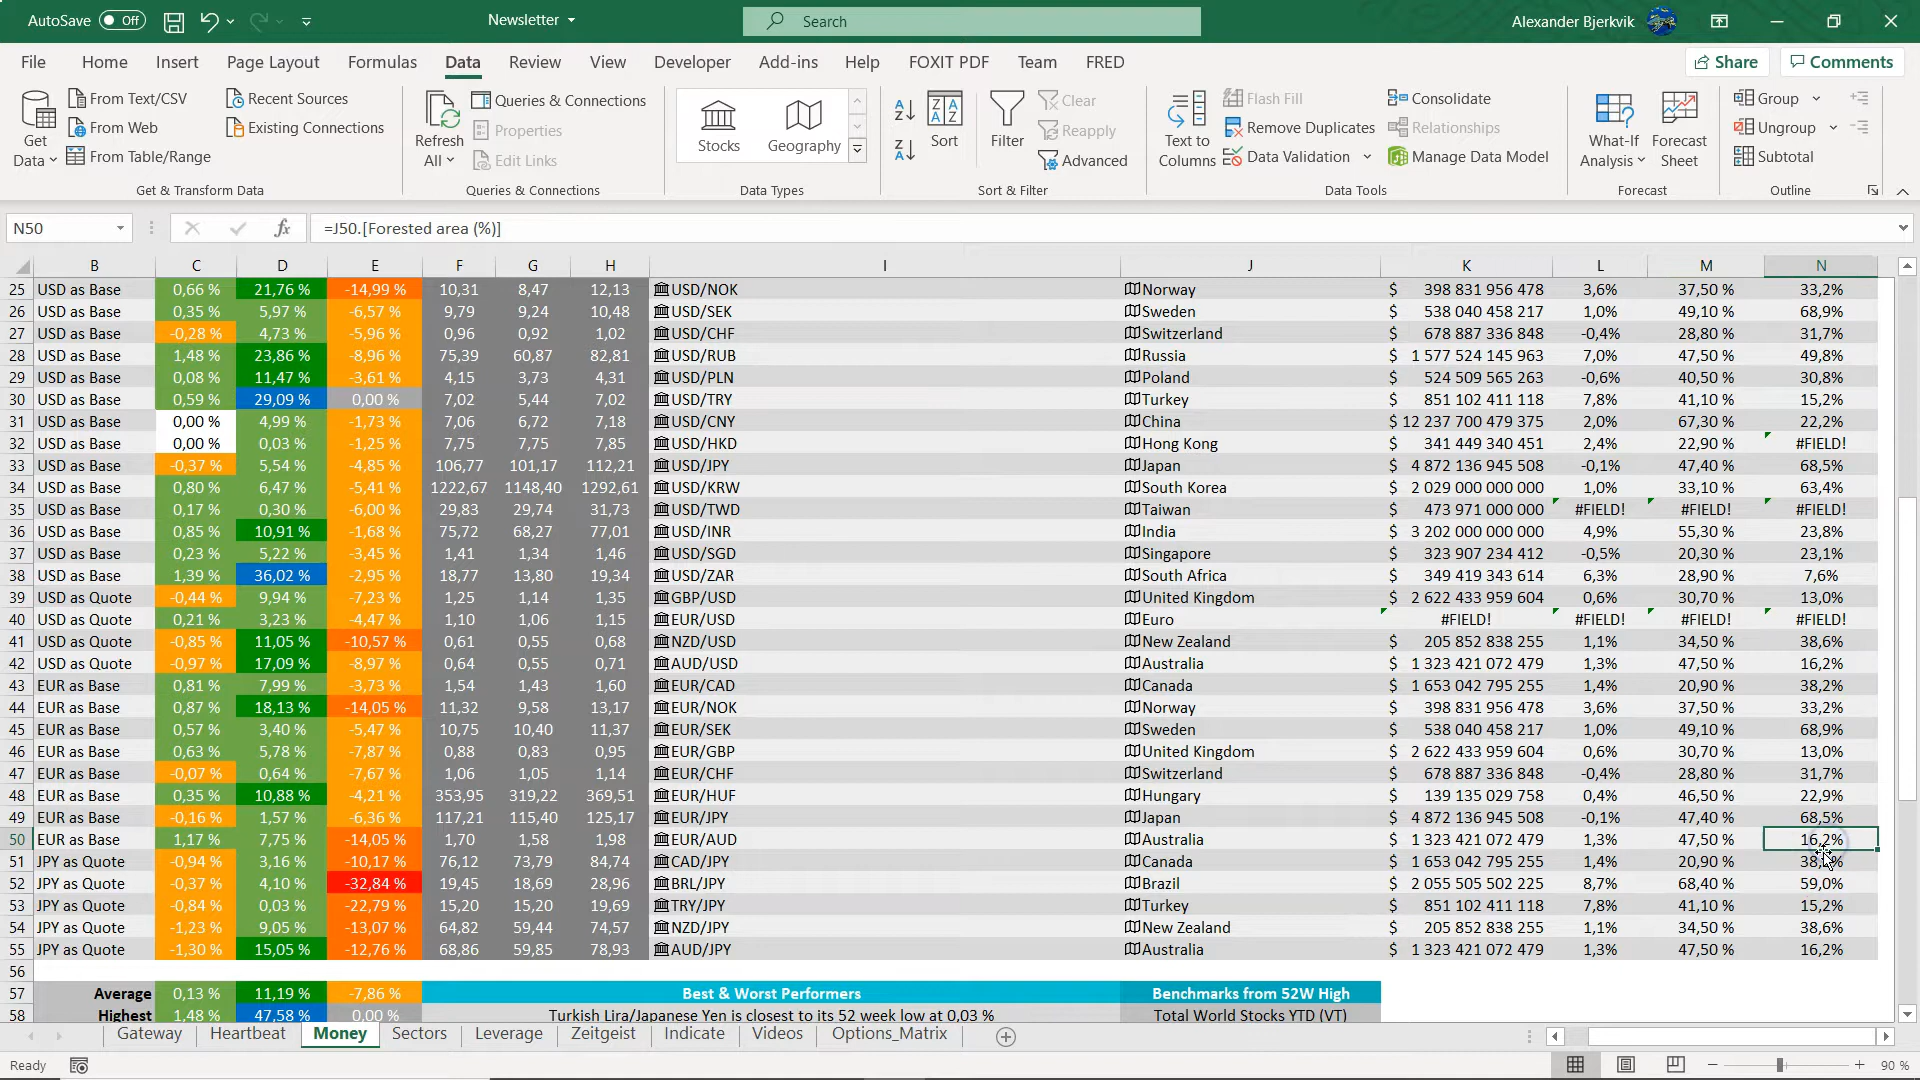 AutoSave Off Newsletter Search Alexander Bjerkvik
File Home Insert Page Layout Formulas Data Review View Developer Add-ins Help FOXIT PDF Team FRED Share Comments
Get Data From Text/CSV From Web From Table/Range Recent Sources Existing Connections
Get & Transform Data
Refresh All Queries & Connections Properties Edit Links
Queries & Connections
Stocks Geography
Data Types
Sort Filter Clear Reapply Advanced
Sort & Filter
Text to Columns Flash Fill Remove Duplicates Data Validation Consolidate Relationships Manage Data Model
Data Tools
What-If Analysis Forecast Sheet
Forecast
Group Ungroup Subtotal
Outline
N50 fx =J50.[Forested area (%)]
B C D E F G H I J K L M N
25 USD as Base 0,66 % 21,76 % -14,99 % 10,31 8,47 12,13 USD/NOK Norway $ 398 831 956 478 3,6% 37,50 % 33,2%
26 USD as Base 0,35 % 5,97 % -6,57 % 9,79 9,24 10,48 USD/SEK Sweden $ 538 040 458 217 1,0% 49,10 % 68,9%
27 USD as Base -0,28 % 4,73 % -5,96 % 0,96 0,92 1,02 USD/CHF Switzerland $ 678 887 336 848 -0,4% 28,80 % 31,7%
28 USD as Base 1,48 % 23,86 % -8,96 % 75,39 60,87 82,81 USD/RUB Russia $ 1 577 524 145 963 7,0% 47,50 % 49,8%
29 USD as Base 0,08 % 11,47 % -3,61 % 4,15 3,73 4,31 USD/PLN Poland $ 524 509 565 263 -0,6% 40,50 % 30,8%
30 USD as Base 0,59 % 29,09 % 0,00 % 7,02 5,44 7,02 USD/TRY Turkey $ 851 102 411 118 7,8% 41,10 % 15,2%
31 USD as Base 0,00 % 4,99 % -1,73 % 7,06 6,72 7,18 USD/CNY China $ 12 237 700 479 375 2,0% 67,30 % 22,2%
32 USD as Base 0,00 % 0,03 % -1,25 % 7,75 7,75 7,85 USD/HKD Hong Kong $ 341 449 340 451 2,4% 22,90 % #FIELD!
33 USD as Base -0,37 % 5,54 % -4,85 % 106,77 101,17 112,21 USD/JPY Japan $ 4 872 136 945 508 -0,1% 47,40 % 68,5%
34 USD as Base 0,80 % 6,47 % -5,41 % 1222,67 1148,40 1292,61 USD/KRW South Korea $ 2 029 000 000 000 1,0% 33,10 % 63,4%
35 USD as Base 0,17 % 0,30 % -6,00 % 29,83 29,74 31,73 USD/TWD Taiwan $ 473 971 000 000 #FIELD! #FIELD! #FIELD!
36 USD as Base 0,85 % 10,91 % -1,68 % 75,72 68,27 77,01 USD/INR India $ 3 202 000 000 000 4,9% 55,30 % 23,8%
37 USD as Base 0,23 % 5,22 % -3,45 % 1,41 1,34 1,46 USD/SGD Singapore $ 323 907 234 412 -0,5% 20,30 % 23,1%
38 USD as Base 1,39 % 36,02 % -2,95 % 18,77 13,80 19,34 USD/ZAR South Africa $ 349 419 343 614 6,3% 28,90 % 7,6%
39 USD as Quote -0,44 % 9,94 % -7,23 % 1,25 1,14 1,35 GBP/USD United Kingdom $ 2 622 433 959 604 0,6% 30,70 % 13,0%
40 USD as Quote 0,21 % 3,23 % -4,47 % 1,10 1,06 1,15 EUR/USD Euro #FIELD! #FIELD! #FIELD! #FIELD!
41 USD as Quote -0,85 % 11,05 % -10,57 % 0,61 0,55 0,68 NZD/USD New Zealand $ 205 852 838 255 1,1% 34,50 % 38,6%
42 USD as Quote -0,97 % 17,09 % -8,97 % 0,64 0,55 0,71 AUD/USD Australia $ 1 323 421 072 479 1,3% 47,50 % 16,2%
43 EUR as Base 0,81 % 7,99 % -3,73 % 1,54 1,43 1,60 EUR/CAD Canada $ 1 653 042 795 255 1,4% 20,90 % 38,2%
44 EUR as Base 0,87 % 18,13 % -14,05 % 11,32 9,58 13,17 EUR/NOK Norway $ 398 831 956 478 3,6% 37,50 % 33,2%
45 EUR as Base 0,57 % 3,40 % -5,47 % 10,75 10,40 11,37 EUR/SEK Sweden $ 538 040 458 217 1,0% 49,10 % 68,9%
46 EUR as Base 0,63 % 5,78 % -7,87 % 0,88 0,83 0,95 EUR/GBP United Kingdom $ 2 622 433 959 604 0,6% 30,70 % 13,0%
47 EUR as Base -0,07 % 0,64 % -7,67 % 1,06 1,05 1,14 EUR/CHF Switzerland $ 678 887 336 848 -0,4% 28,80 % 31,7%
48 EUR as Base 0,35 % 10,88 % -4,21 % 353,95 319,22 369,51 EUR/HUF Hungary $ 139 135 029 758 0,4% 46,50 % 22,9%
49 EUR as Base -0,16 % 1,57 % -6,36 % 117,21 115,40 125,17 EUR/JPY Japan $ 4 872 136 945 508 -0,1% 47,40 % 68,5%
50 EUR as Base 1,17 % 7,75 % -14,05 % 1,70 1,58 1,98 EUR/AUD Australia $ 1 323 421 072 479 1,3% 47,50 % 16,2%
51 JPY as Quote -0,94 % 3,16 % -10,17 % 76,12 73,79 84,74 CAD/JPY Canada $ 1 653 042 795 255 1,4% 20,90 %
52 JPY as Quote -0,37 % 4,10 % -32,84 % 19,45 18,69 28,96 BRL/JPY Brazil $ 2 055 505 502 225 8,7% 68,40 % 59,0%
53 JPY as Quote -0,84 % 0,03 % -22,79 % 15,20 15,20 19,69 TRY/JPY Turkey $ 851 102 411 118 7,8% 41,10 % 15,2%
54 JPY as Quote -1,23 % 9,05 % -13,07 % 64,82 59,44 74,57 NZD/JPY New Zealand $ 205 852 838 255 1,1% 34,50 % 38,6%
55 JPY as Quote -1,30 % 15,05 % -12,76 % 68,86 59,85 78,93 AUD/JPY Australia $ 1 323 421 072 479 1,3% 47,50 % 16,2%
56
57 Average 0,13 % 11,19 % -7,86 % Best & Worst Performers Benchmarks from 52W High
58 Highest 1,48 % 47,58 % 0,00 % Turkish Lira/Japanese Yen is closest to its 52 week low at 0,03 % Total World Stocks YTD (VT)
Gateway Heartbeat Money Sectors Leverage Zeitgeist Indicate Videos Options_Matrix
Ready 90 %